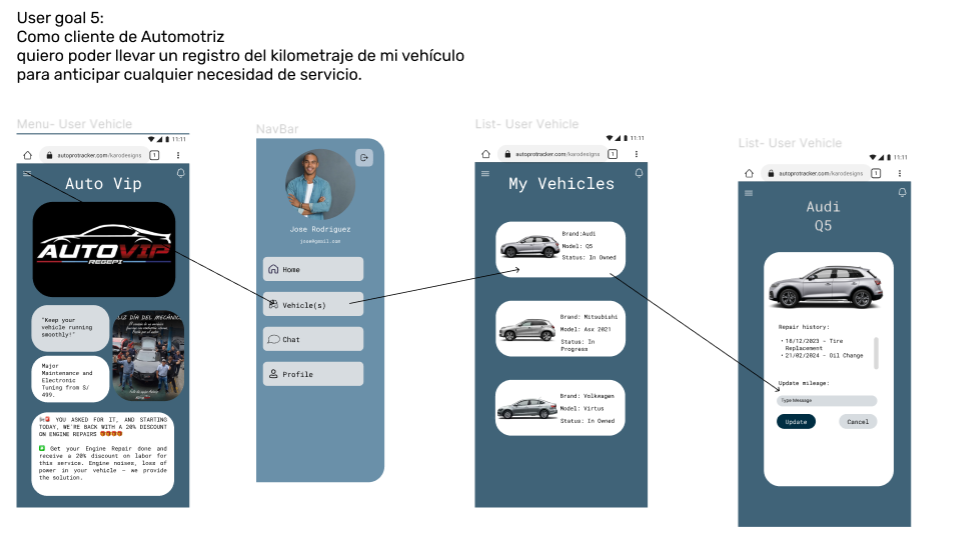 User goal 5:
Como cliente de Automotriz
quiero poder llevar un registro del kilometraje de mi vehículo
para anticipar cualquier necesidad de servicio.
Menu- User Vehicle
11:11
autoprotracker.com/karodesigns
1
Auto Vip
AUTOVIP
REGEPI
"Keep your
vehicle running
smoothly!"
LIZ DÍA DEL MECÁNIC
Major
Maintenance and
Electronic
Tuning from S/
499.
YOU ASKED FOR IT, AND STARTING
TODAY, WE'RE BACK WITH A 20% DISCOUNT
ON ENGINE REPAIRS
Get your Engine Repair done and
receive a 20% discount on labor for
this service. Engine noises, loss of
power in your vehicle – we provide
the solution.
NavBar
Jose Rodriguez
jose@gmail.com
Home
Vehicle(s)
Chat
Profile
List- User Vehicle
11:11
autoprotracker.com/karodesigns
1
My Vehicles
Brand:Audi
Model: Q5
Status: In Owned
Brand: Mitsubishi
Model: Asx 2021
Status: In
Progress
Brand: Volkwagen
Model: Virtus
Status: In Owned
List- User Vehicle
11:11
autoprotracker.com/karodesigns
1
Audi
Q5
Repair history:
• 18/12/2023 - Tire
Replacement
• 21/02/2024 - Oil Change
Update mileage:
Type Message
Update
Cancel